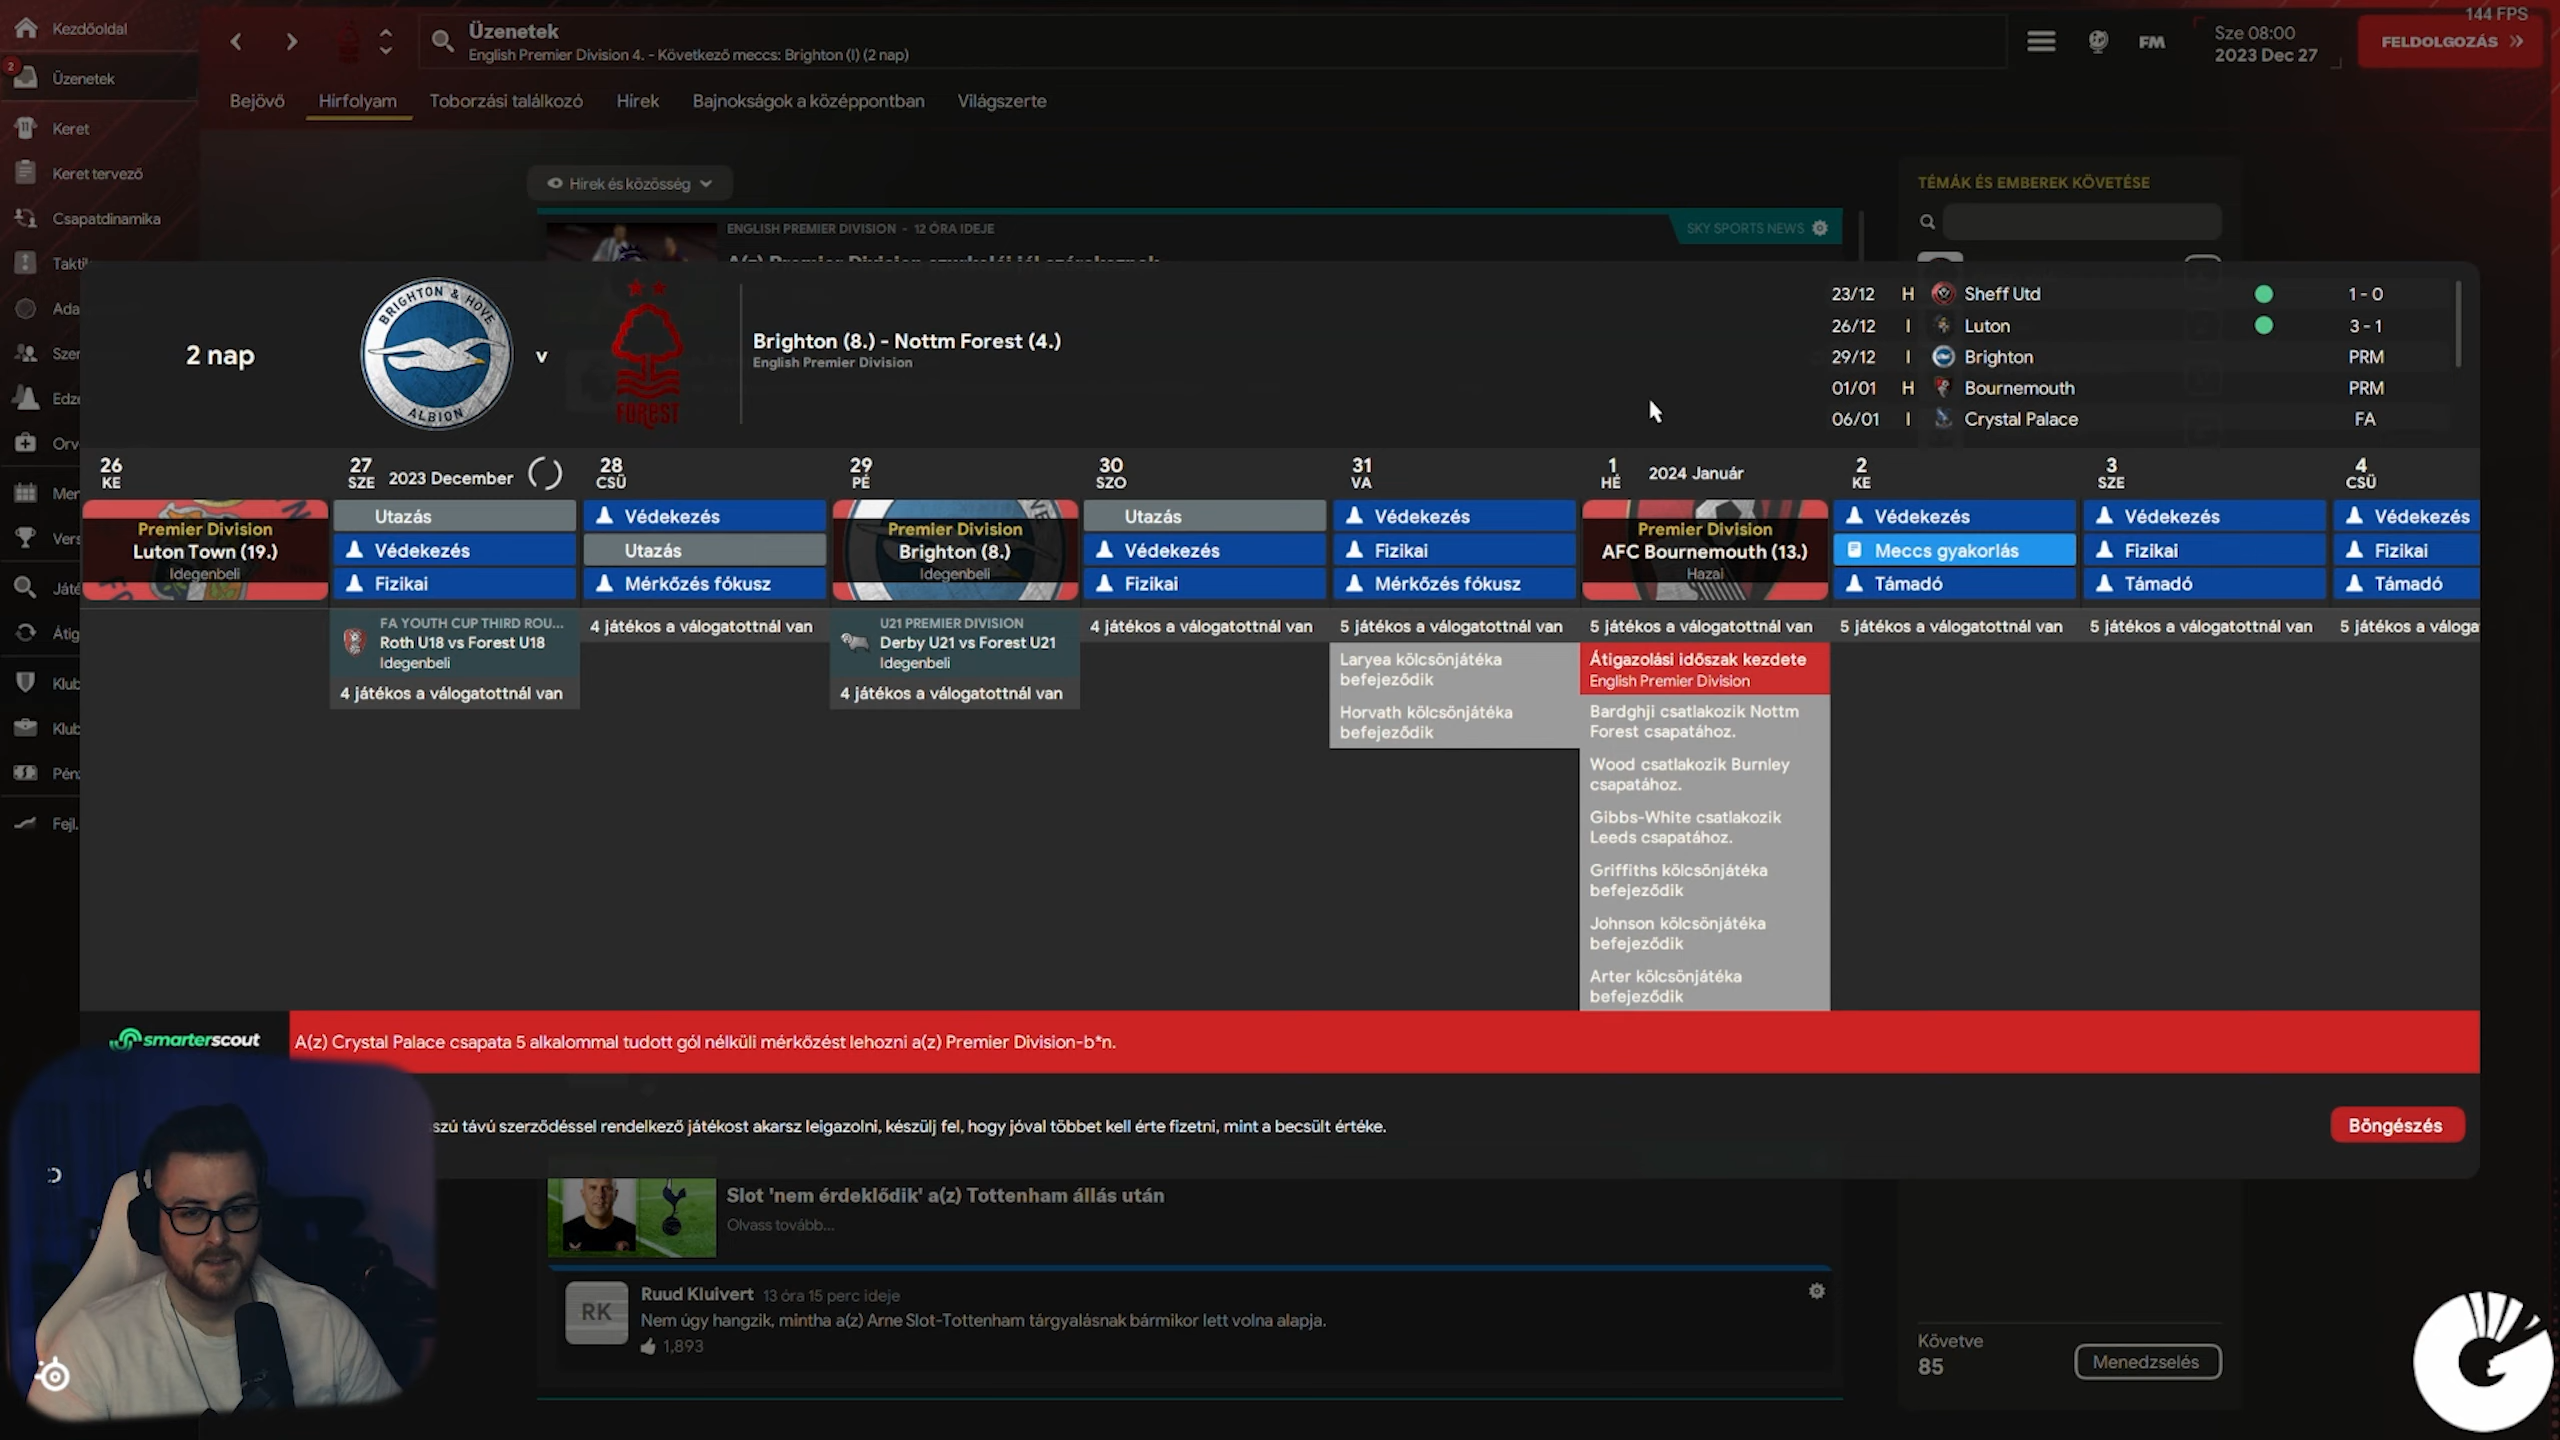 144 FPS
Kezdőoldal
2
Üzenetek
Keret
Keret tervező
Csapatdinamika
Üzenetek
English Premier Division 4. - Következő meccs: Brighton (I) (2 nap)
FM
Sze 08:00
2023 Dec 27
FELDOLGOZÁS
Bejövő
Hírfolyam
Toborzási találkozó
Hírek
Bajnokságok a középpontban
Világszerte
Hírek és közösség
TÉMÁK ÉS EMBEREK KÖVETÉSE
ENGLISH PREMIER DIVISION - 12 ÓRA IDEJE
SKY SPORTS NEWS
2 nap
BRIGHTON & HOVE
ALBION
v
FOREST
Brighton (8.) - Nottm Forest (4.)
English Premier Division
23/12 H Sheff Utd 1 - 0
26/12 I Luton 3 - 1
29/12 I Brighton PRM
01/01 H Bournemouth PRM
06/01 I Crystal Palace FA
26
KE
27
SZE
2023 December
28
CSÜ
29
PÉ
30
SZO
31
VA
1
HÉ
2024 Január
2
KE
3
SZE
4
CSÜ
Premier Division
Luton Town (19.)
Idegenbeli
Utazás
Védekezés
Fizikai
FA YOUTH CUP THIRD ROU...
Roth U18 vs Forest U18
Idegenbeli
4 játékos a válogatottnál van
Védekezés
Utazás
Mérkőzés fókusz
4 játékos a válogatottnál van
Premier Division
Brighton (8.)
Idegenbeli
U21 PREMIER DIVISION
Derby U21 vs Forest U21
Idegenbeli
4 játékos a válogatottnál van
Utazás
Védekezés
Fizikai
4 játékos a válogatottnál van
Védekezés
Fizikai
Mérkőzés fókusz
5 játékos a válogatottnál van
Laryea kölcsönjátéka
befejeződik
Horvath kölcsönjátéka
befejeződik
Premier Division
AFC Bournemouth (13.)
Hazai
5 játékos a válogatottnál van
Átigazolási időszak kezdete
English Premier Division
Bardghji csatlakozik Nottm
Forest csapatához.
Wood csatlakozik Burnley
csapatához.
Gibbs-White csatlakozik
Leeds csapatához.
Griffiths kölcsönjátéka
befejeződik
Johnson kölcsönjátéka
befejeződik
Arter kölcsönjátéka
befejeződik
Védekezés
Meccs gyakorlás
Támadó
5 játékos a válogatottnál van
Védekezés
Fizikai
Támadó
5 játékos a válogatottnál van
Védekezés
Fizikai
Támadó
5 játékos a váloga
smarterscout
A(z) Crystal Palace csapata 5 alkalommal tudott gól nélküli mérkőzést lehozni a(z) Premier Division-b*n.
szú távú szerződéssel rendelkező játékost akarsz leigazolni, készülj fel, hogy jóval többet kell érte fizetni, mint a becsült értéke.
Böngészés
Slot 'nem érdeklődik' a(z) Tottenham állás után
Olvass tovább...
RK
Ruud Kluivert 13 óra 15 perc ideje
Nem úgy hangzik, mintha a(z) Arne Slot-Tottenham tárgyalásnak bármikor lett volna alapja.
1,893
Követve
85
Menedzselés